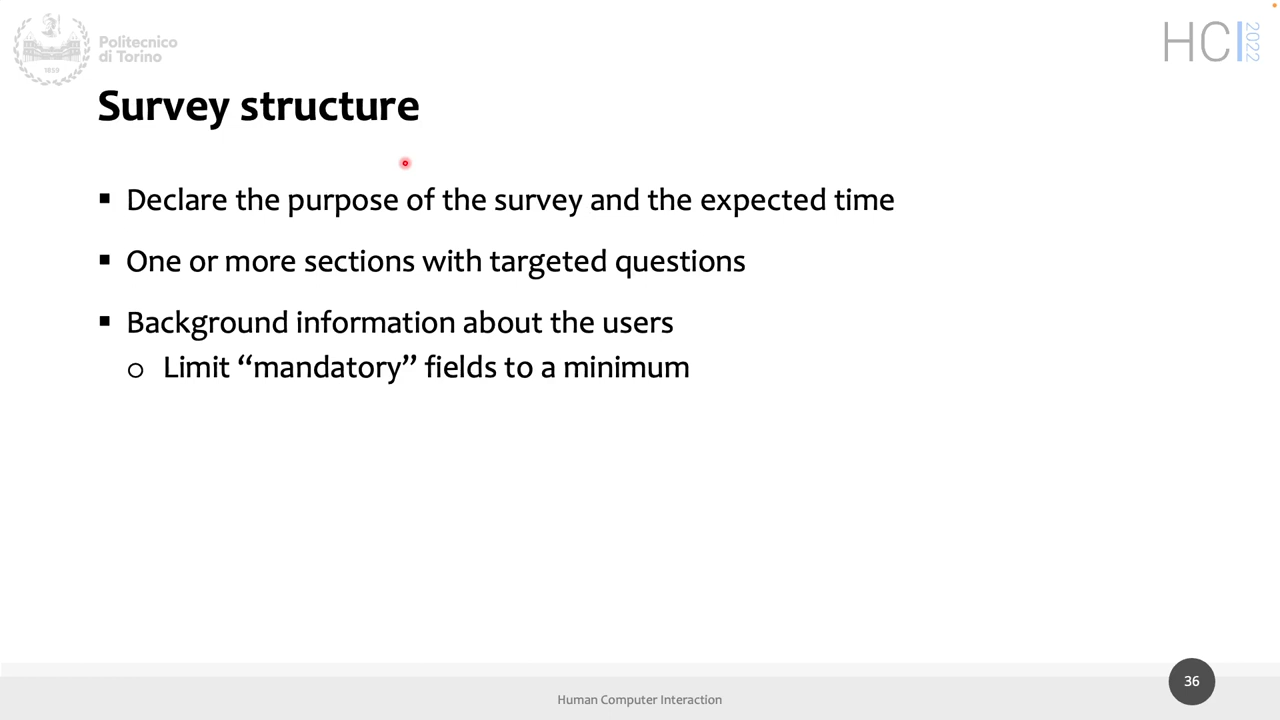 Politecnico
di Torino
1859
HCI 2022
Survey structure
▪ Declare the purpose of the survey and the expected time
▪ One or more sections with targeted questions
▪ Background information about the users
o Limit “mandatory” fields to a minimum
36
Human Computer Interaction